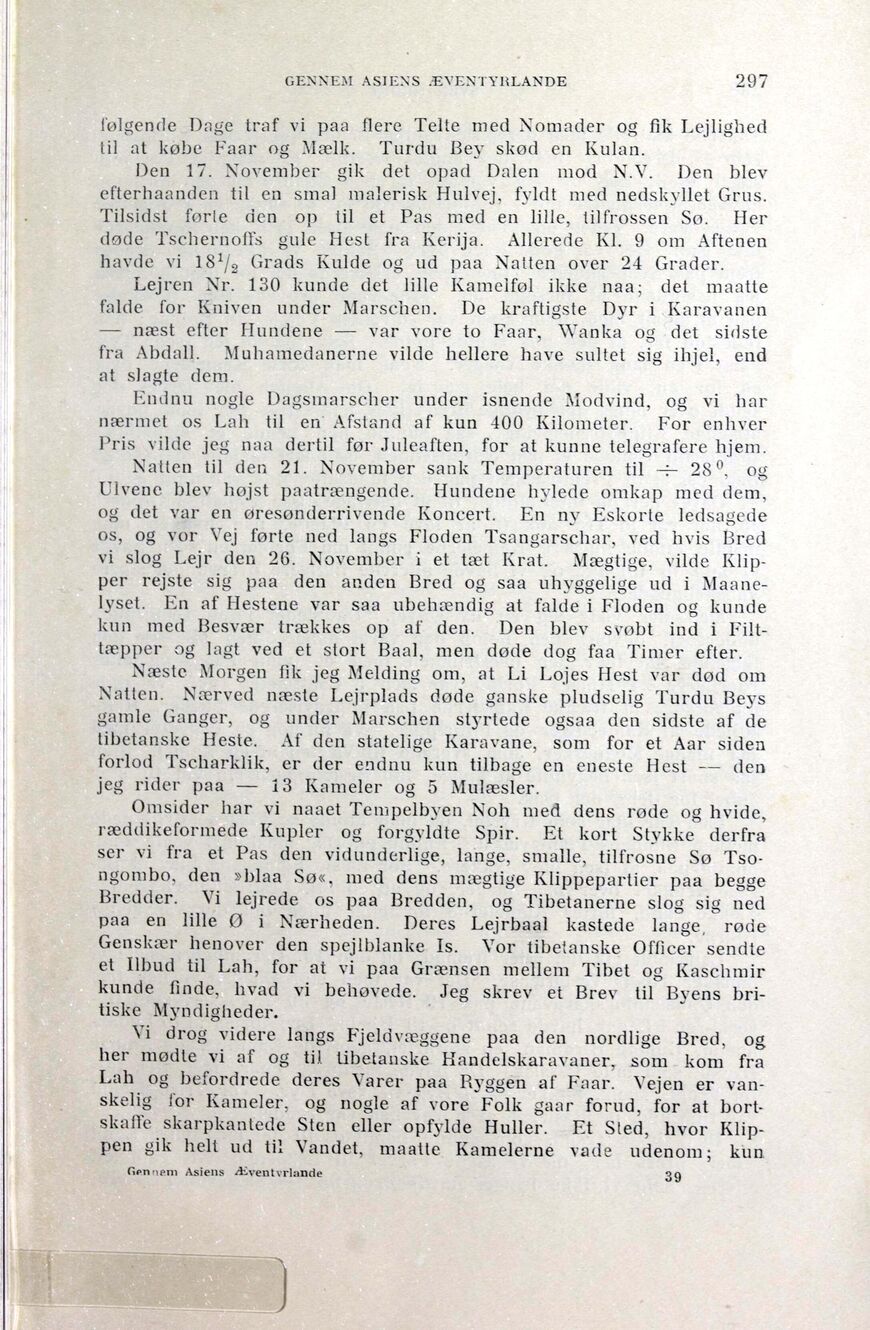 GENNEM ASIENS ÆVENTYRLANDE 297
følgende Dage traf vi paa flere Telte med Nomader og fik Lejlighed
til at købe Faar og Mælk. Turdu Bey skød en Kulan.
Den 17. November gik det opad Dalen mod N.V. Den blev
efterhaanden til en smal malerisk Hulvej, fyldt med nedskyllet Grus.
Tilsidst førte den op til et Pas med en lille, tilfrossen Sø. Her
døde Tschernoffs gule Hest fra Kerija. Allerede Kl. 9 om Aftenen
havde vi 18¹/₂ Grads Kulde og ud paa Natten over 24 Grader.
Lejren Nr. 130 kunde det lille Kamelføl ikke naa; det maatte
falde for Kniven under Marschen. De kraftigste Dyr i Karavanen
— næst efter Hundene — var vore to Faar, Wanka og det sidste
fra Abdall. Muhamedanerne vilde hellere have sultet sig ihjel, end
at slagte dem.
Endnu nogle Dagsmarscher under isnende Modvind, og vi har
nærmet os Lah til en Afstand af kun 400 Kilometer. For enhver
Pris vilde jeg naa dertil før Juleaften, for at kunne telegrafere hjem.
Natten til den 21. November sank Temperaturen til ÷ 28⁰, og
Ulvene blev højst paatrængende. Hundene hylede omkap med dem,
og det var en øresønderrivende Koncert. En ny Eskorte ledsagede
os, og vor Vej førte ned langs Floden Tsangarschar, ved hvis Bred
vi slog Lejr den 26. November i et tæt Krat. Mægtige, vilde Klip-
per rejste sig paa den anden Bred og saa uhyggelige ud i Maane-
lyset. En af Hestene var saa ubehændig at falde i Floden og kunde
kun med Besvær trækkes op af den. Den blev svøbt ind i Filt-
tæpper og lagt ved et stort Baal, men døde dog faa Timer efter.
Næste Morgen fik jeg Melding om, at Li Lojes Hest var død om
Natten. Nærved næste Lejrplads døde ganske pludselig Turdu Beys
gamle Ganger, og under Marschen styrtede ogsaa den sidste af de
tibetanske Heste. Af den statelige Karavane, som for et Aar siden
forlod Tscharklik, er der endnu kun tilbage en eneste Hest — den
jeg rider paa — 13 Kameler og 5 Mulæsler.
Omsider har vi naaet Tempelbyen Noh med dens røde og hvide,
ræddikeformede Kupler og forgyldte Spir. Et kort Stykke derfra
ser vi fra et Pas den vidunderlige, lange, smalle, tilfrosne Sø Tso-
ngombo, den »blaa Sø«, med dens mægtige Klippepartier paa begge
Bredder. Vi lejrede os paa Bredden, og Tibetanerne slog sig ned
paa en lille Ø i Nærheden. Deres Lejrbaal kastede lange, røde
Genskær henover den spejlblanke Is. Vor tibetanske Officer sendte
et Ilbud til Lah, for at vi paa Grænsen mellem Tibet og Kaschmir
kunde finde, hvad vi behøvede. Jeg skrev et Brev til Byens bri-
tiske Myndigheder.
Vi drog videre langs Fjeldvæggene paa den nordlige Bred, og
her mødte vi af og til tibetanske Handelskaravaner, som kom fra
Lah og befordrede deres Varer paa Ryggen af Faar. Vejen er van-
skelig for Kameler, og nogle af vore Folk gaar forud, for at bort-
skaffe skarpkantede Sten eller opfylde Huller. Et Sted, hvor Klip-
pen gik helt ud til Vandet, maatte Kamelerne vade udenom; kun
Gennem Asiens Æventyrlande 39